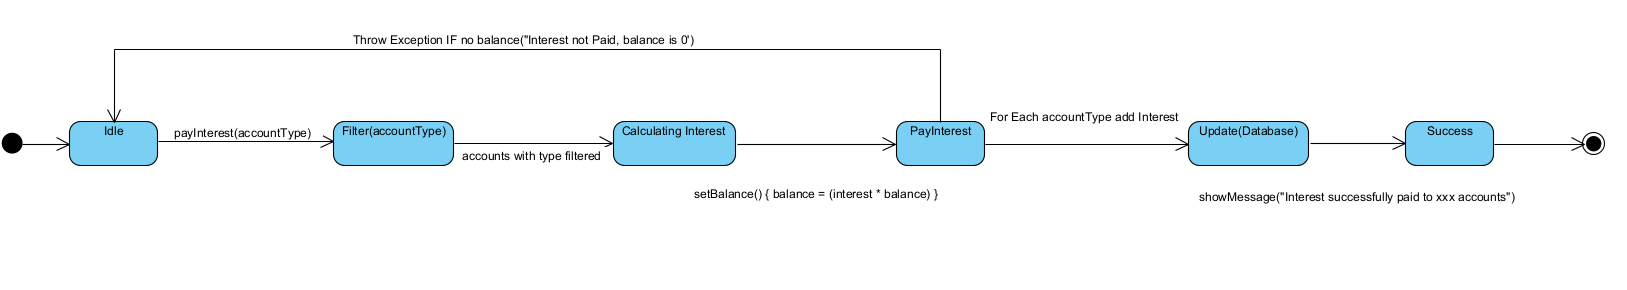 Throw Exception IF no balance("Interest not Paid, balance is 0')
For Each accountType add Interest
Idle
payInterest(accountType)
Filter(accountType)
accounts with type filtered
Calculating Interest
PayInterest
Update(Database)
Success
setBalance() { balance = (interest * balance) }
showMessage("Interest successfully paid to xxx accounts")